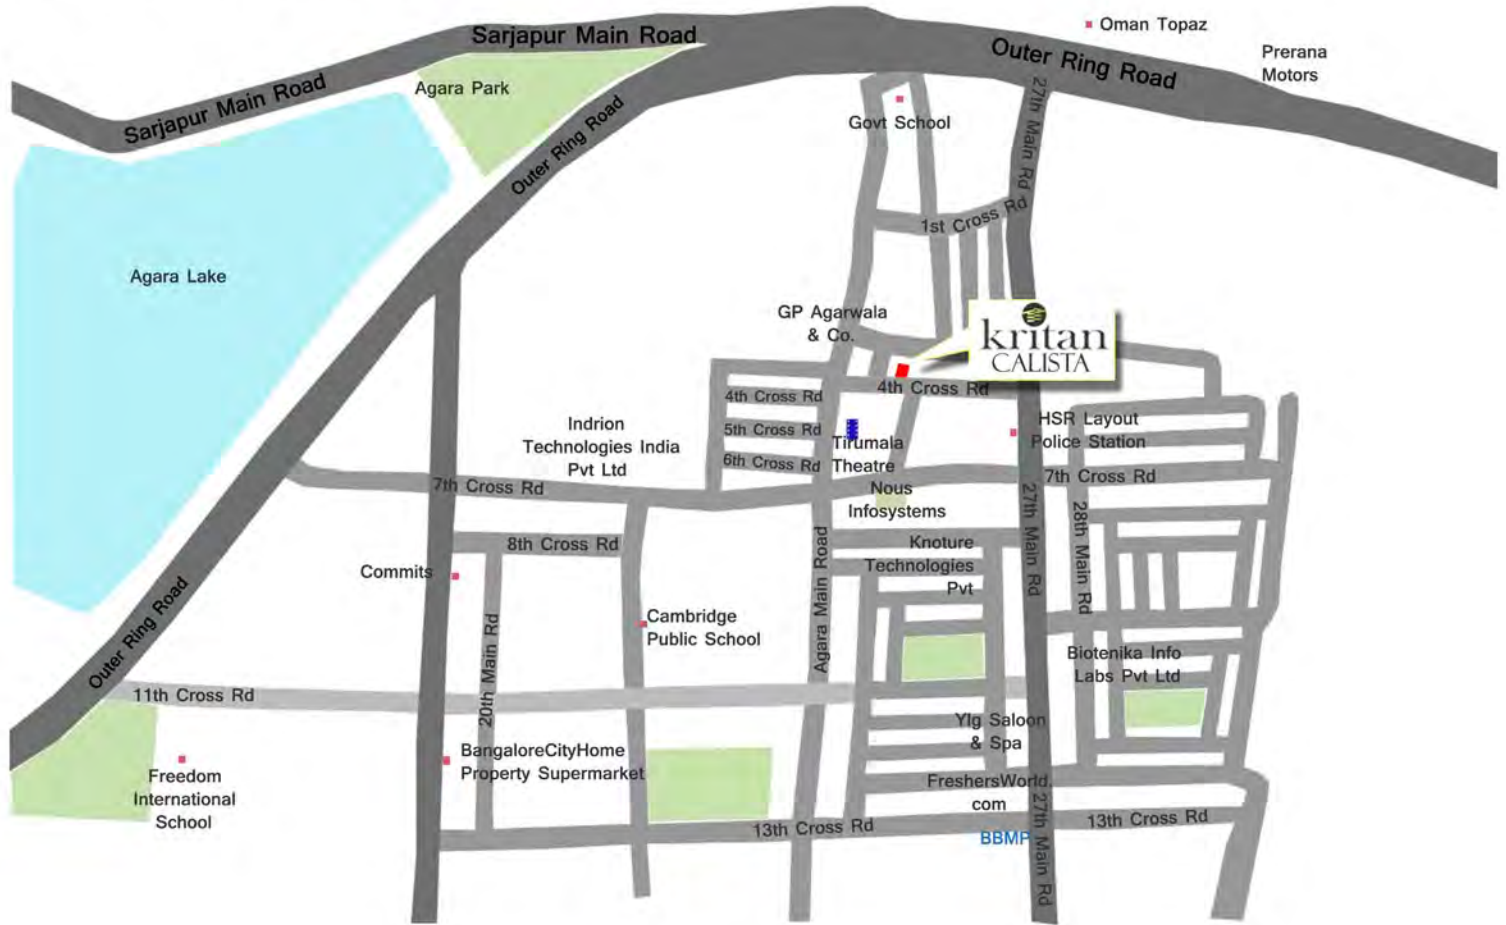 Oman Topaz
Sarjapur Main Road
Outer Ring Road
Prerana
Motors
Agara Park
Sarjapur Main Road
Outer Ring Road
Govt School
27th Main Rd
1st Cross Rd
Agara Lake
GP Agarwala
& Co.
kritan
CALISTA
4th Cross Rd
4th Cross Rd
5th Cross Rd
6th Cross Rd
Indrion
Technologies India
Pvt Ltd
Tirumala
Theatre
HSR Layout
Police Station
7th Cross Rd
7th Cross Rd
Nous
Infosystems
27th Main Rd
28th Main Rd
8th Cross Rd
Knoture
Technologies
Pvt
Commits
Agara Main Road
Cambridge
Public School
20th Main Rd
Outer Ring Road
Biotenika Info
Labs Pvt Ltd
11th Cross Rd
Ylg Saloon
& Spa
BangaloreCityHome
Property Supermarket
Freedom
International
School
FreshersWorld.
com
13th Cross Rd
13th Cross Rd
BBMP
27th Main Rd